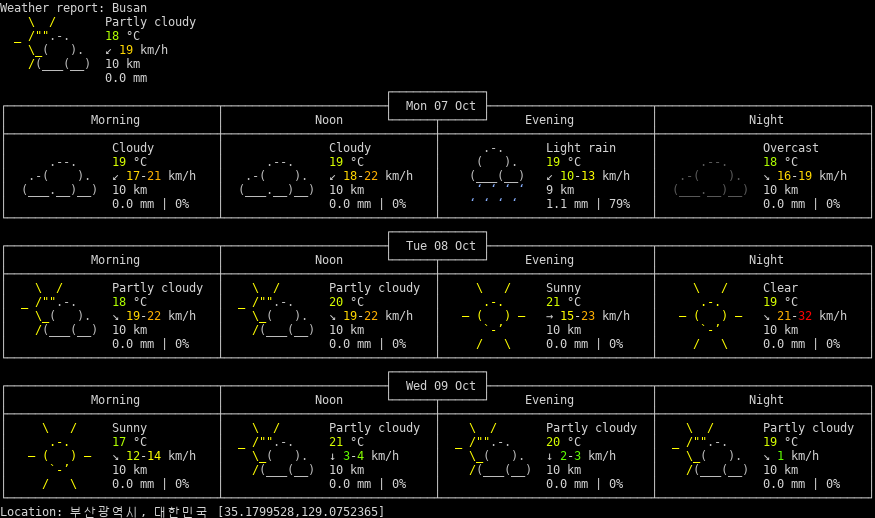 Weather report: Busan
Partly cloudy
18 °C
↙ 19 km/h
10 km
0.0 mm
Mon 07 Oct
Morning Noon Evening Night
Cloudy Cloudy Light rain Overcast
19 °C 19 °C 19 °C 18 °C
↙ 17-21 km/h ↙ 18-22 km/h ↙ 10-13 km/h ↘ 16-19 km/h
10 km 10 km 9 km 10 km
0.0 mm | 0% 0.0 mm | 0% 1.1 mm | 79% 0.0 mm | 0%
Tue 08 Oct
Morning Noon Evening Night
Partly cloudy Partly cloudy Sunny Clear
18 °C 20 °C 21 °C 19 °C
↘ 19-22 km/h ↘ 19-22 km/h → 15-23 km/h ↘ 21-32 km/h
10 km 10 km 10 km 10 km
0.0 mm | 0% 0.0 mm | 0% 0.0 mm | 0% 0.0 mm | 0%
Wed 09 Oct
Morning Noon Evening Night
Sunny Partly cloudy Partly cloudy Partly cloudy
17 °C 21 °C 20 °C 19 °C
↘ 12-14 km/h ↓ 3-4 km/h ↓ 2-3 km/h ↘ 1 km/h
10 km 10 km 10 km 10 km
0.0 mm | 0% 0.0 mm | 0% 0.0 mm | 0% 0.0 mm | 0%
Location: 부산광역시, 대한민국 [35.1799528,129.0752365]